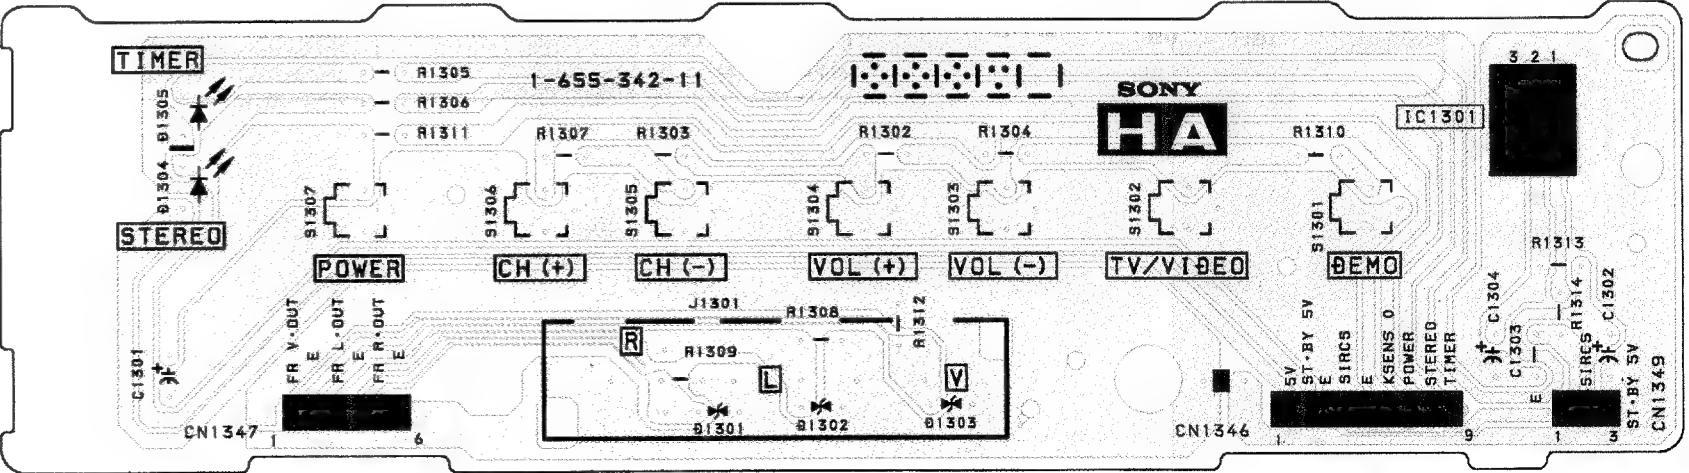 TIMER
D1305
D1304
STEREO
R1305
R1306
R1311
1-655-342-11
SONY
HA
IC1301
3 2 1
R1307
R1303
R1302
R1304
R1310
S1307
S1306
S1305
S1304
S1303
S1302
S1301
POWER
CH (+)
CH (-)
VOL (+)
VOL (-)
TV/VIDEO
DEMO
R1313
C1304
R1314
C1302
C1303
C1301
FR V·OUT
E
FR L·OUT
E
FR R·OUT
E
CN1347
1
6
J1301
R1308
R1312
R
R1309
L
V
D1301
D1302
D1303
5V
ST·BY 5V
E
SIRCS
E
KSENS 0
POWER
STEREO
TIMER
CN1346
1
9
E
SIRCS
ST·BY 5V
CN1349
1
3